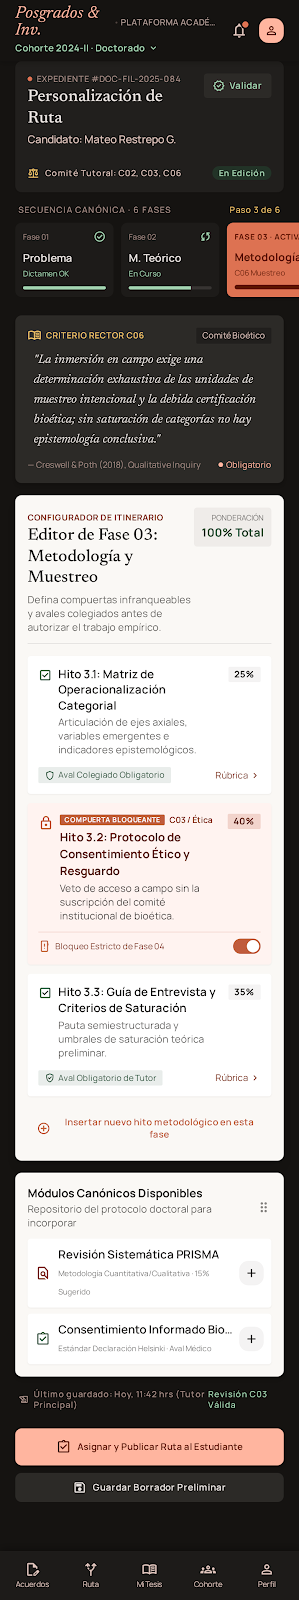 Posgrados &
Inv.
· PLATAFORMA ACADÉ...
Cohorte 2024-II · Doctorado
EXPEDIENTE #DOC-FIL-2025-084
Personalización de
Ruta
Validar
Candidato: Mateo Restrepo G.
Comité Tutoral: C02, C03, C06
En Edición
SECUENCIA CANÓNICA · 6 FASES
Paso 3 de 6
Fase 01
Problema
Dictamen OK
Fase 02
M. Teórico
En Curso
FASE 03 · ACTIVA
Metodología
C06 Muestreo
CRITERIO RECTOR C06
Comité Bioético
"La inmersión en campo exige una
determinación exhaustiva de las unidades de
muestreo intencional y la debida certificación
bioética; sin saturación de categorías no hay
epistemología conclusiva."
— Creswell & Poth (2018), Qualitative Inquiry
Obligatorio
CONFIGURADOR DE ITINERARIO
Editor de Fase 03:
Metodología y
Muestreo
PONDERACIÓN
100% Total
Defina compuertas infranqueables
y avales colegiados antes de
autorizar el trabajo empírico.
Hito 3.1: Matriz de
Operacionalización
Categorial
25%
Articulación de ejes axiales,
variables emergentes e
indicadores epistemológicos.
Aval Colegiado Obligatorio
Rúbrica
COMPUERTA BLOQUEANTE
C03 / Ética
40%
Hito 3.2: Protocolo de
Consentimiento Ético y
Resguardo
Veto de acceso a campo sin la
suscripción del comité
institucional de bioética.
Bloqueo Estricto de Fase 04
Hito 3.3: Guía de Entrevista y
Criterios de Saturación
35%
Pauta semiestructurada y
umbrales de saturación teórica
preliminar.
Aval Obligatorio de Tutor
Rúbrica
Insertar nuevo hito metodológico en esta
fase
Módulos Canónicos Disponibles
Repositorio del protocolo doctoral para
incorporar
Revisión Sistemática PRISMA
Metodología Cuantitativa/Cualitativa · 15%
Sugerido
Consentimiento Informado Bio...
Estándar Declaración Helsinki · Aval Médico
Último guardado: Hoy, 11:42 hrs (Tutor
Principal)
Revisión C03
Válida
Asignar y Publicar Ruta al Estudiante
Guardar Borrador Preliminar
Acuerdos
Ruta
Mi Tesis
Cohorte
Perfil